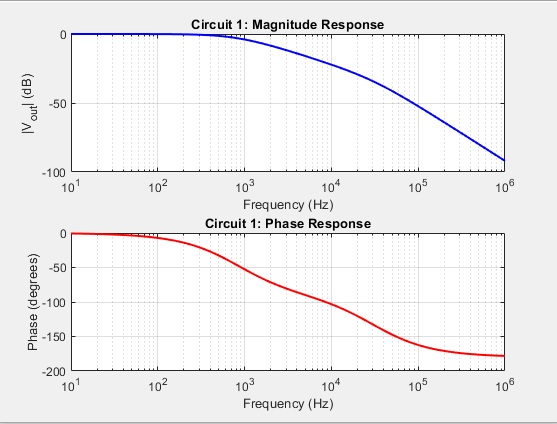 Circuit 1: Magnitude Response
|V_out| (dB)
0
-50
-100
10^1 10^2 10^3 10^4 10^5 10^6
Frequency (Hz)
Circuit 1: Phase Response
Phase (degrees)
0
-50
-100
-150
-200
10^1 10^2 10^3 10^4 10^5 10^6
Frequency (Hz)